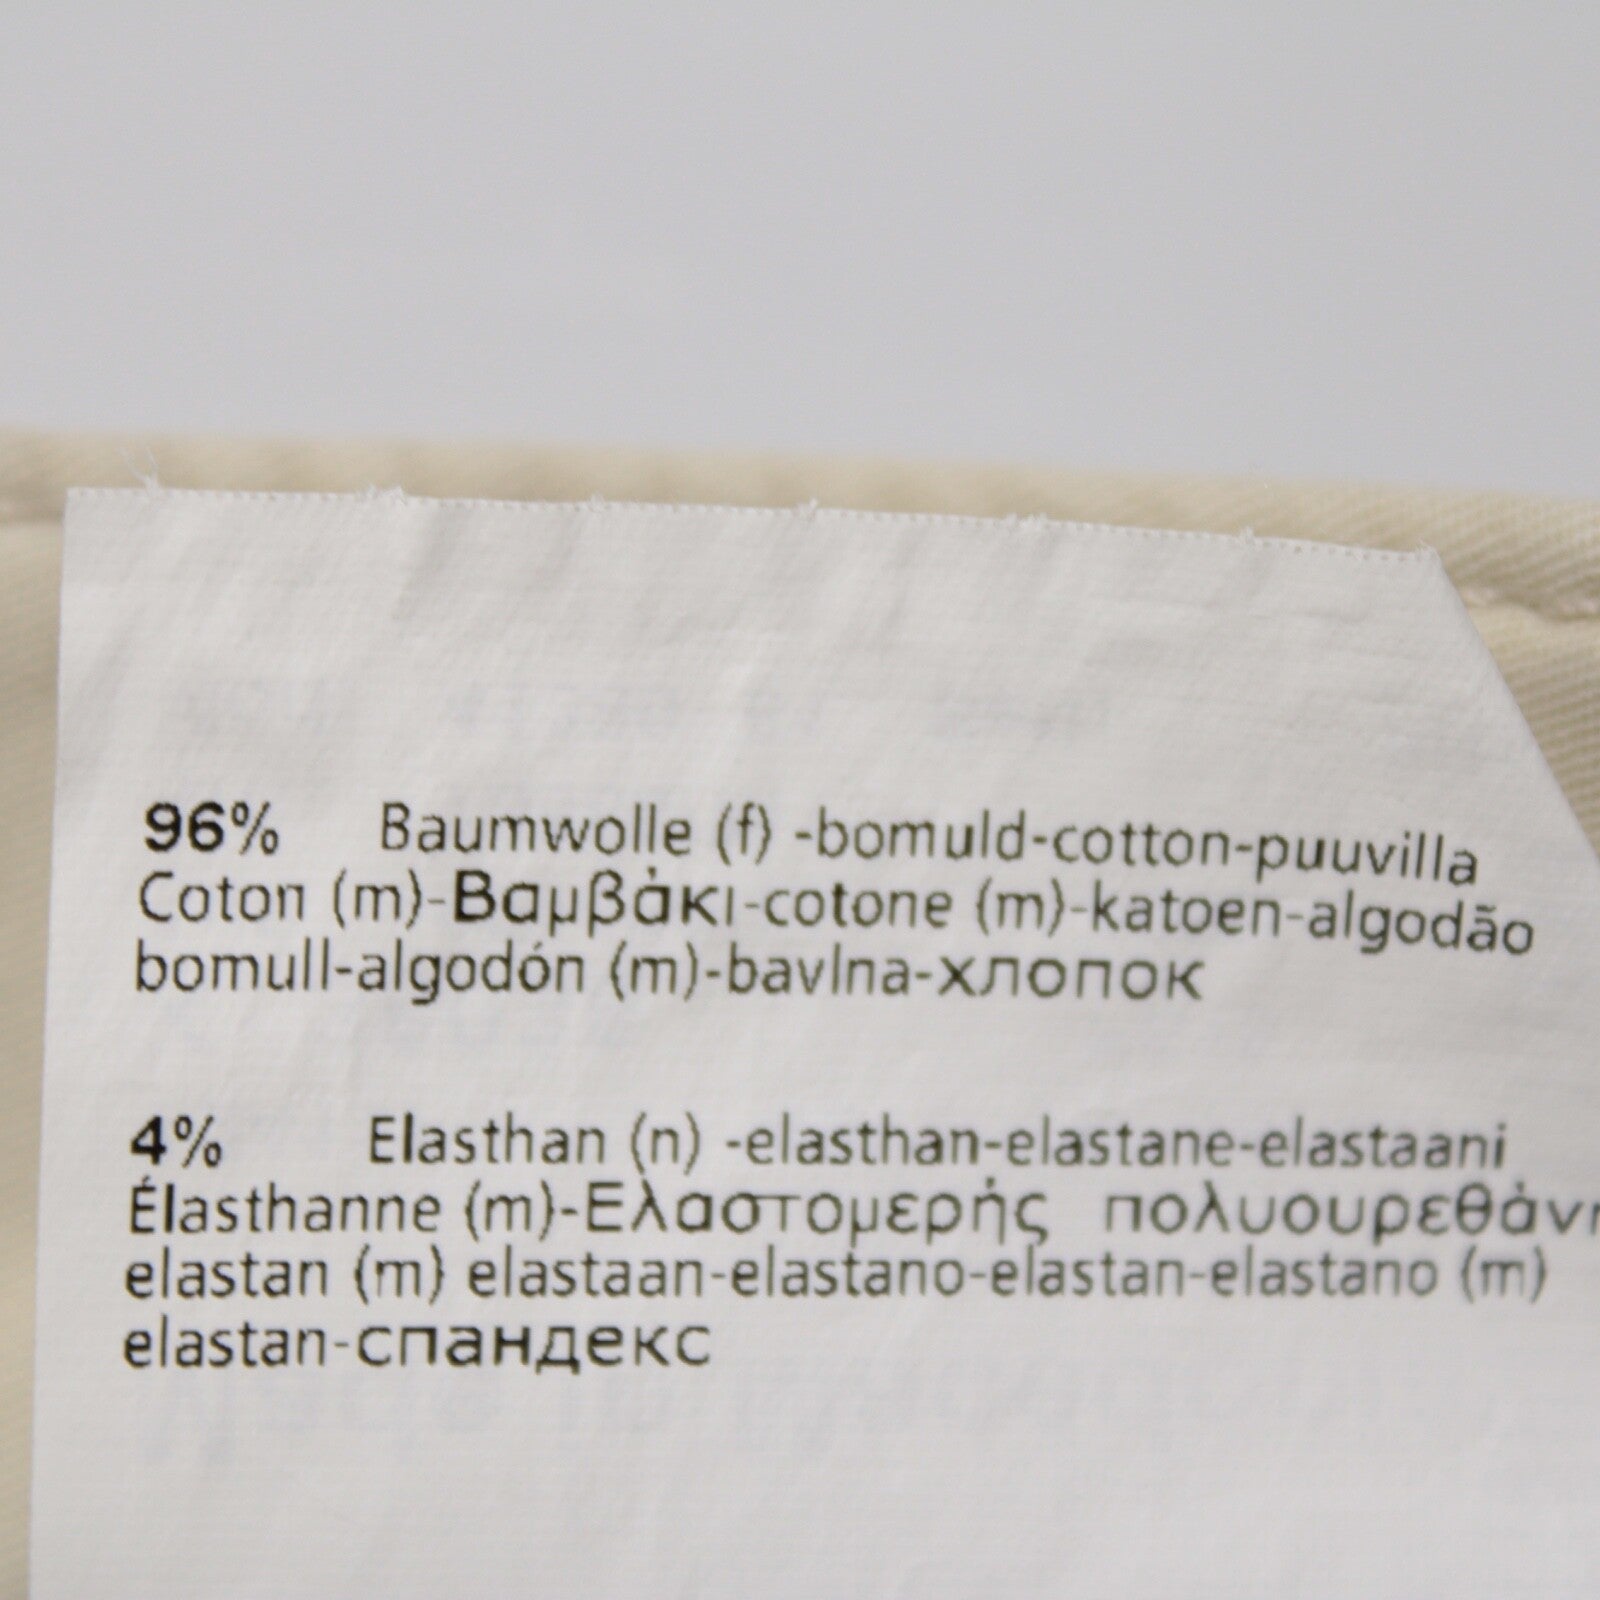 96% Baumwolle (f) -bomuld-cotton-puuvilla
Coton (m)-Βαμβάκι-cotone (m)-katoen-algodão
bomull-algodón (m)-bavlna-хлопок
4% Elasthan (n) -elasthan-elastane-elastaani
Élasthanne (m)-Ελαστομερής
elastan (m) elastaan-elastano-elastan-elastano (m)
elastan-спандекс